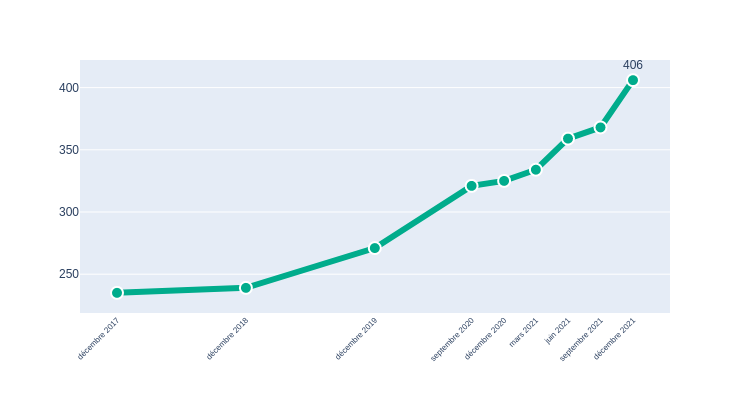 406
400
350
300
250
décembre 2017
décembre 2018
décembre 2019
septembre 2020
décembre 2020
mars 2021
juin 2021
septembre 2021
décembre 2021